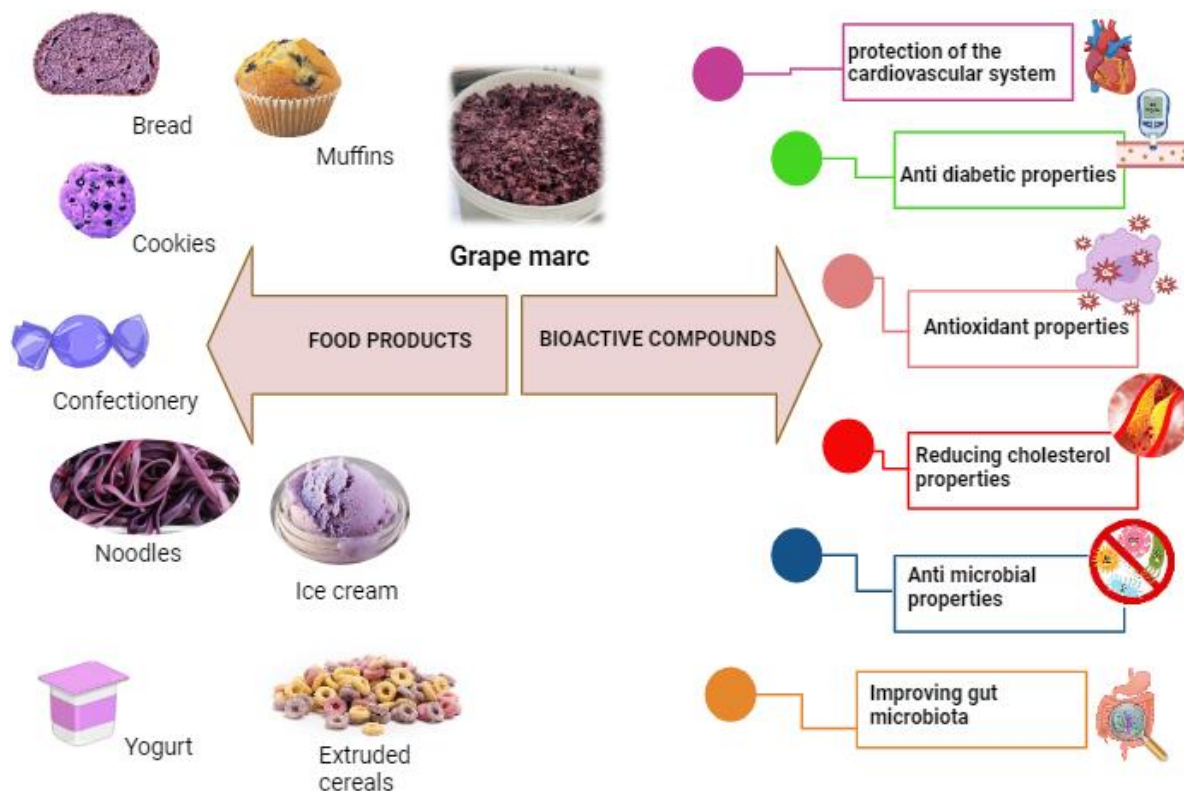 Bread
Muffins
Cookies
Confectionery
Noodles
Ice cream
Yogurt
Extruded
cereals
Grape marc
FOOD PRODUCTS
BIOACTIVE COMPOUNDS
protection of the
cardiovascular system
Anti diabetic properties
Antioxidant properties
Reducing cholesterol
properties
Anti microbial
properties
Improving gut
microbiota